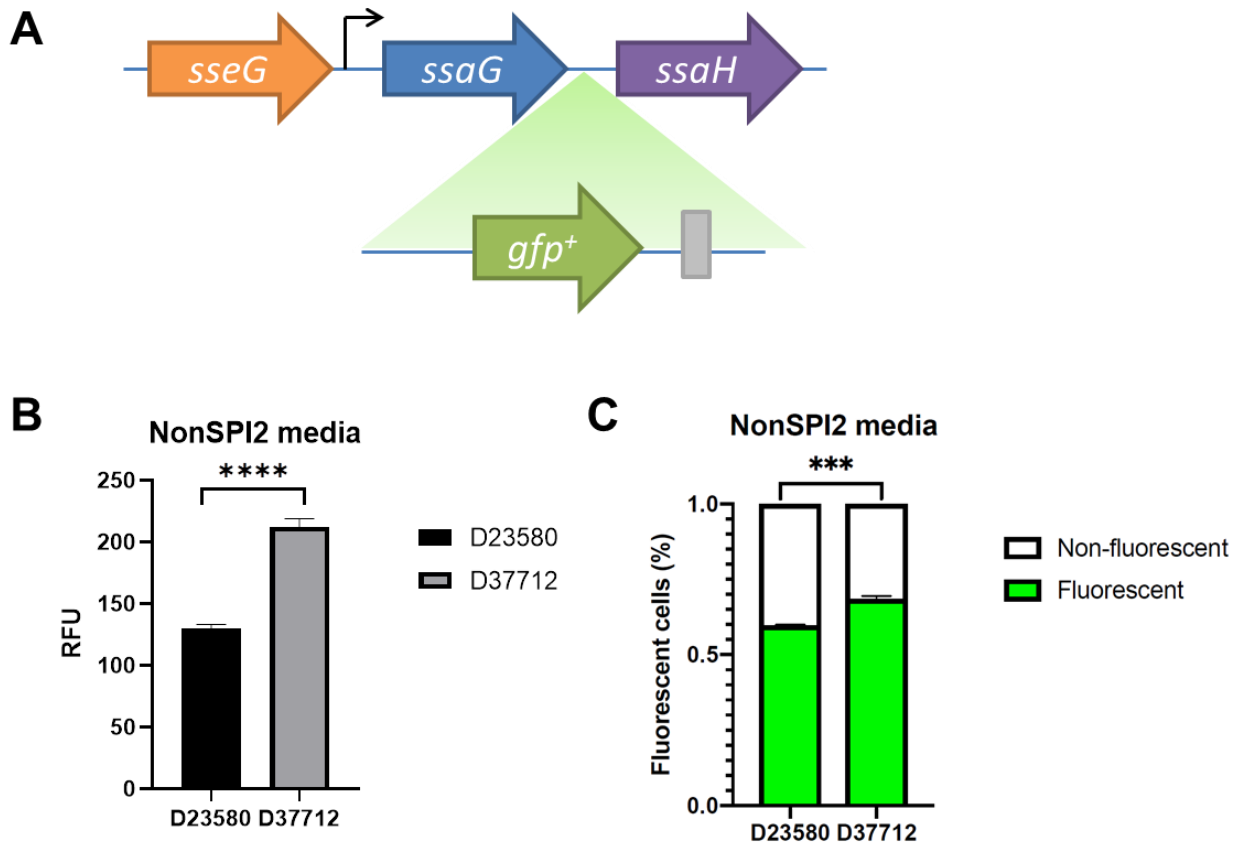 A
sseG
ssaG
ssaH
gfp⁺
B
NonSPI2 media
****
250
200
150
100
50
0
RFU
D23580 D37712
D23580
D37712
C
NonSPI2 media
***
1.0
0.5
0.0
Fluorescent cells (%)
D23580 D37712
Non-fluorescent
Fluorescent